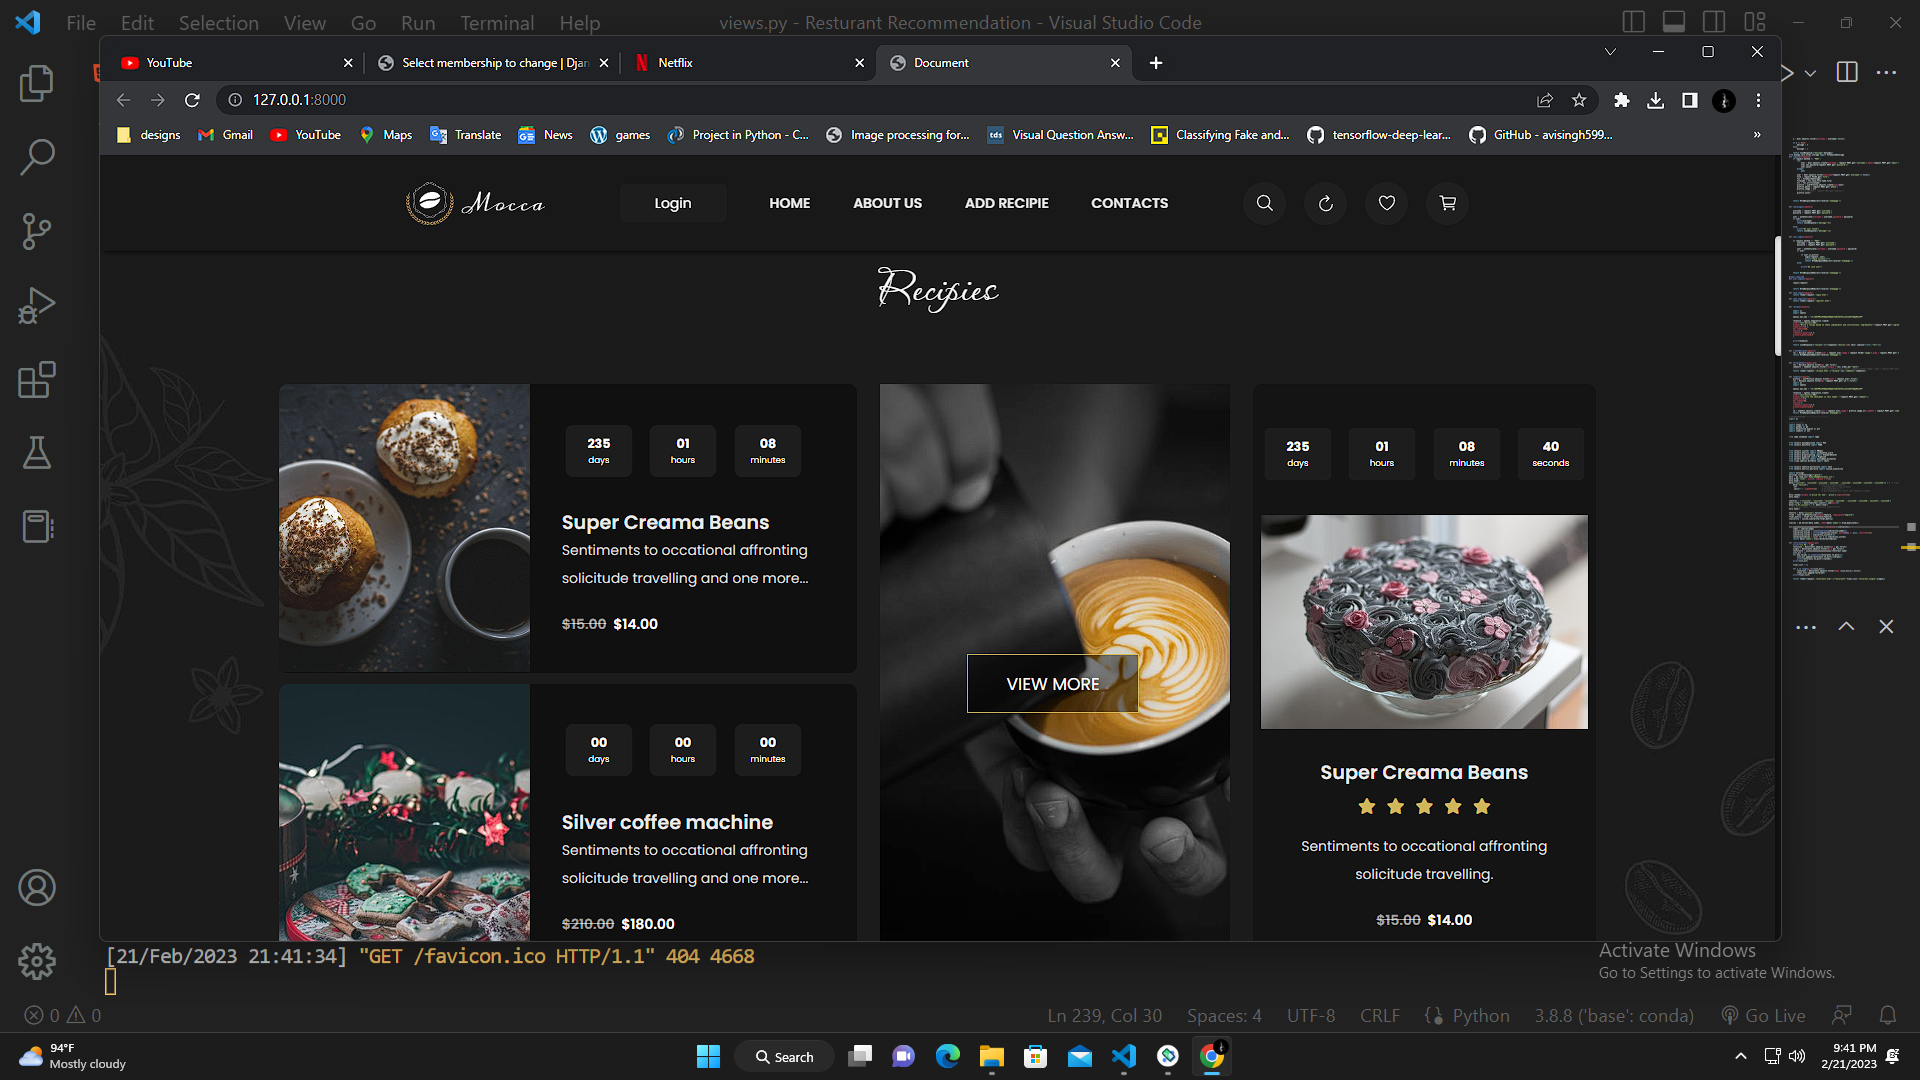 File Edit Selection View Go Run Terminal Help
views.py - Resturant Recommendation - Visual Studio Code
YouTube
Select membership to change | Djan
Netflix
Document
127.0.0.1:8000
designs
Gmail
YouTube
Maps
Translate
News
games
Project in Python - C...
Image processing for...
tds
Visual Question Answ...
Classifying Fake and...
tensorflow-deep-lear...
GitHub - avisingh599...
»
Mocca
Login
HOME
ABOUT US
ADD RECIPIE
CONTACTS
Recipies
235
days
01
hours
08
minutes
Super Creama Beans
Sentiments to occational affronting
solicitude travelling and one more...
$15.00 $14.00
00
days
00
hours
00
minutes
Silver coffee machine
Sentiments to occational affronting
solicitude travelling and one more...
$210.00 $180.00
VIEW MORE
235
days
01
hours
08
minutes
40
seconds
Super Creama Beans
Sentiments to occational affronting
solicitude travelling.
$15.00 $14.00
[21/Feb/2023 21:41:34] "GET /favicon.ico HTTP/1.1" 404 4668
Activate Windows
Go to Settings to activate Windows.
0 0
Ln 239, Col 30
Spaces: 4
UTF-8
CRLF
Python
3.8.8 ('base': conda)
Go Live
94°F
Mostly cloudy
Search
9:41 PM
2/21/2023